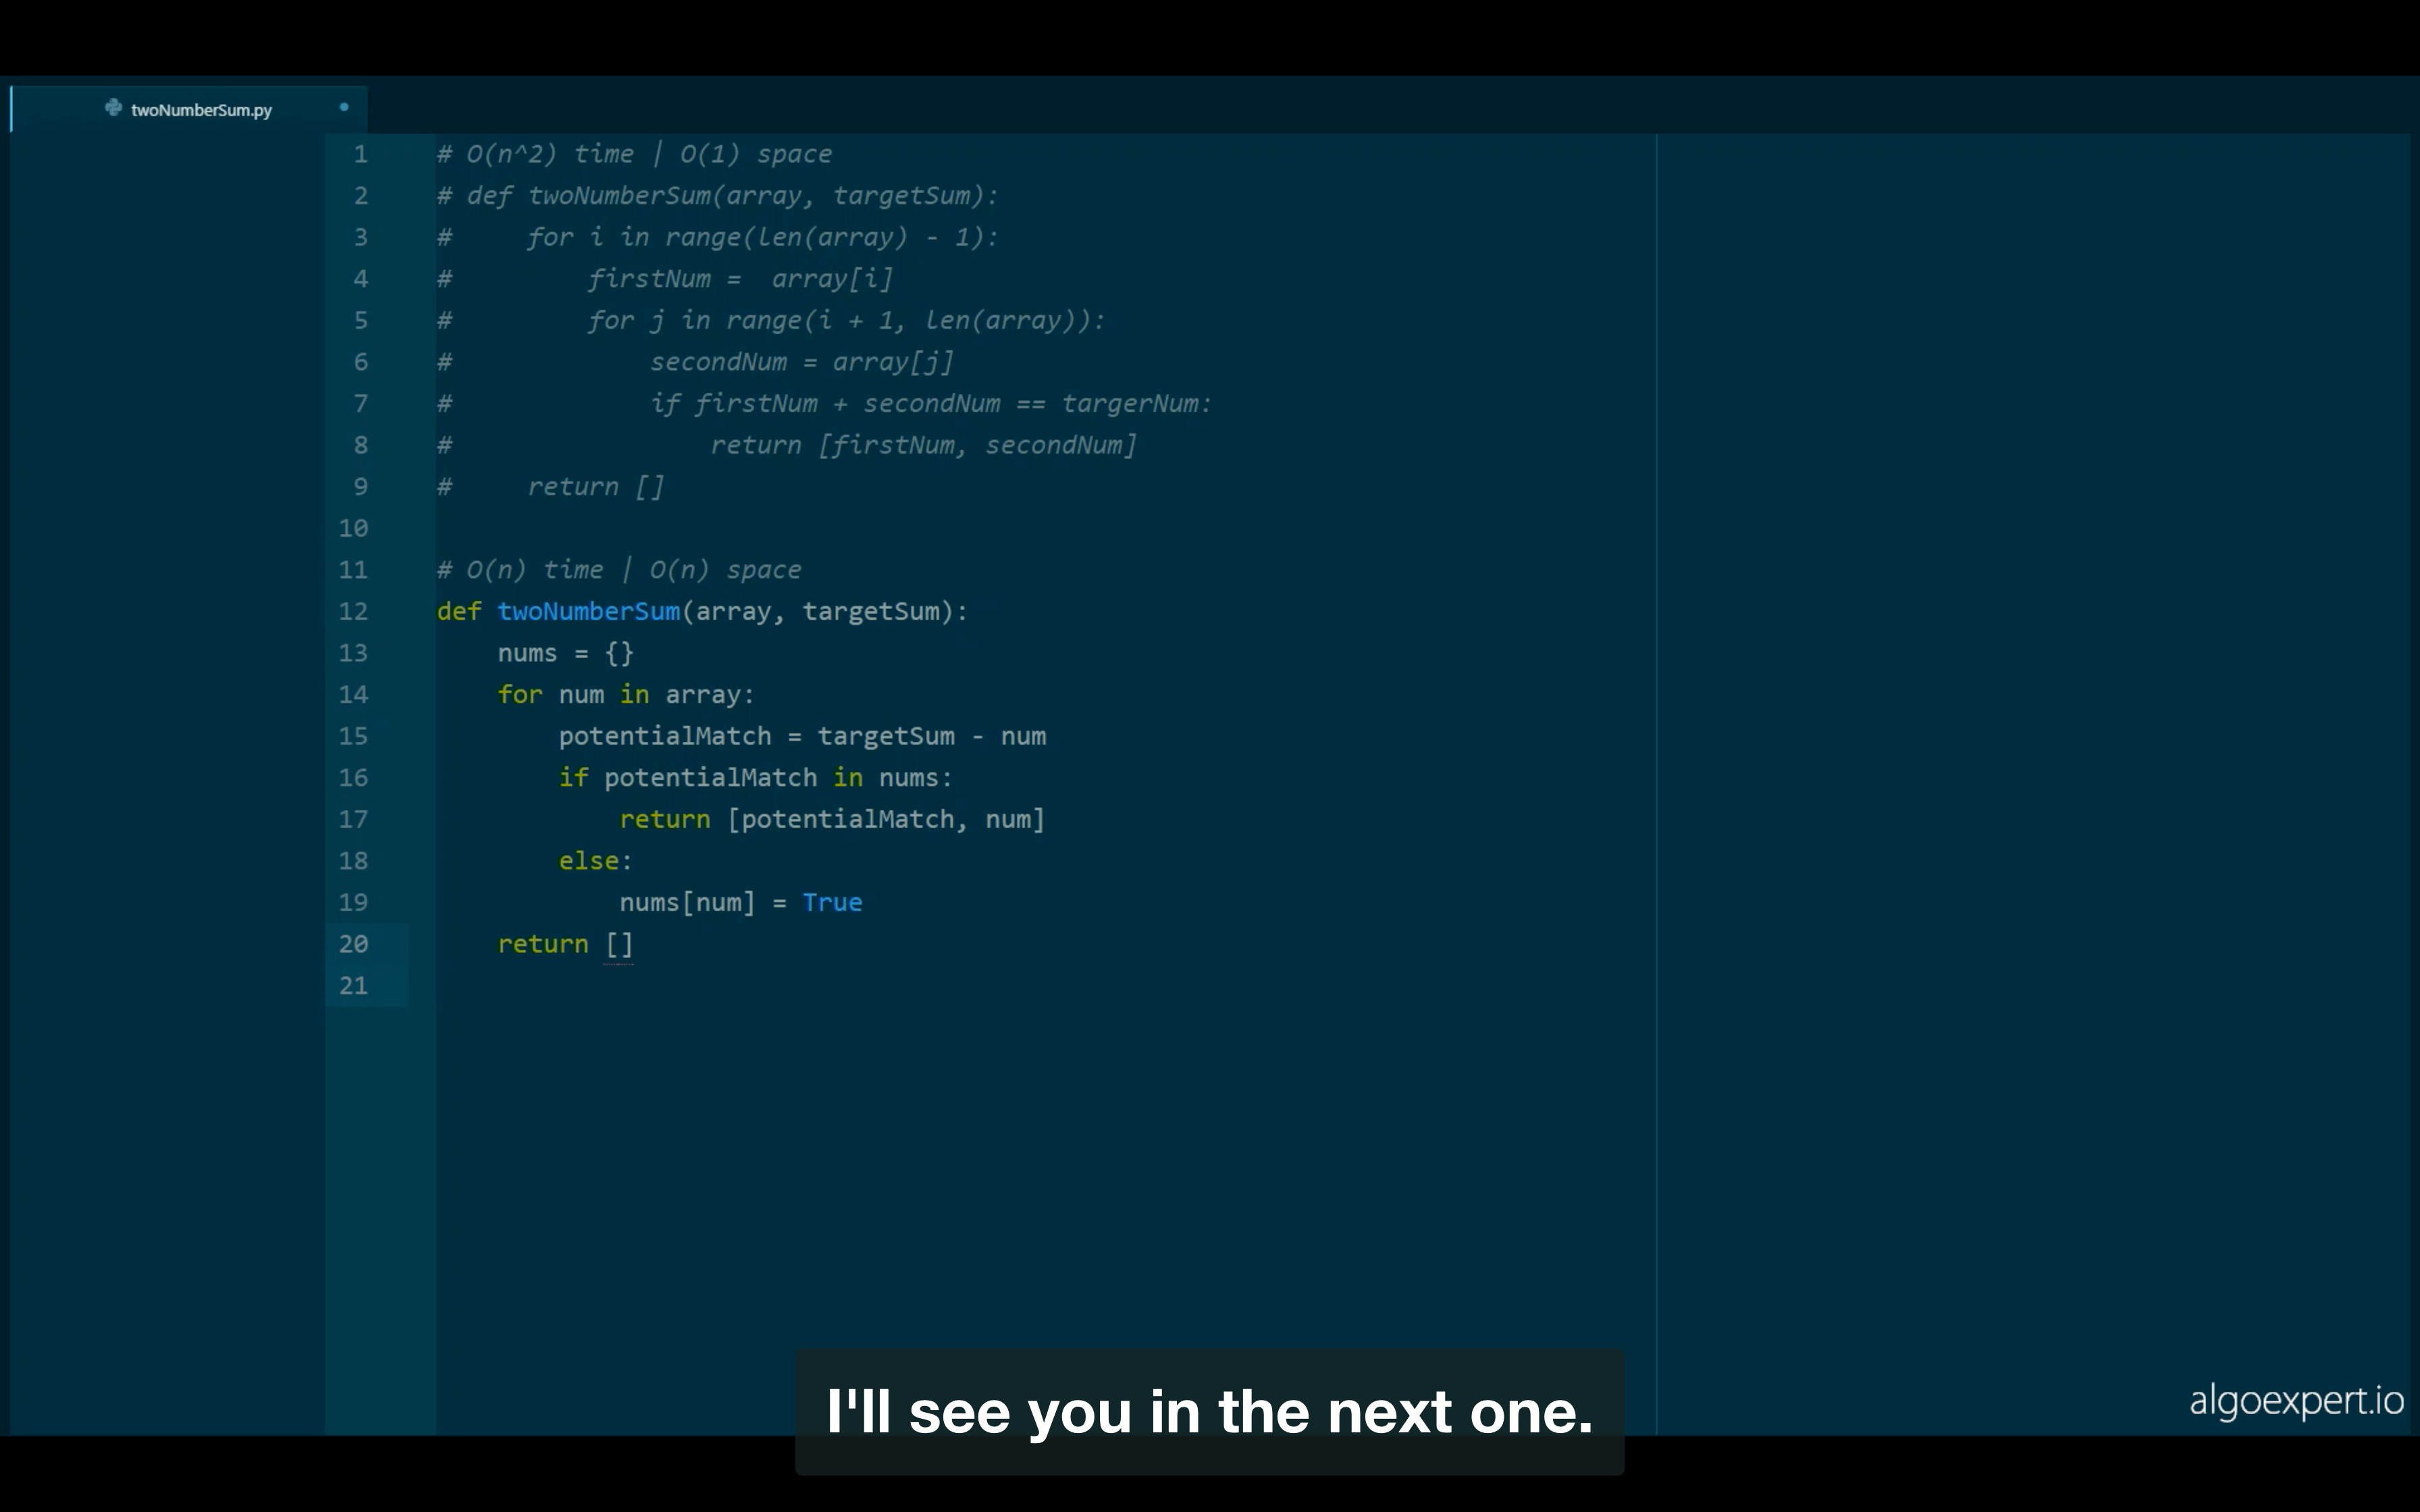 twoNumberSum.py
1 # O(n^2) time | O(1) space
2 # def twoNumberSum(array, targetSum):
3 #     for i in range(len(array) - 1):
4 #         firstNum =  array[i]
5 #         for j in range(i + 1, len(array)):
6 #             secondNum = array[j]
7 #             if firstNum + secondNum == targerNum:
8 #                 return [firstNum, secondNum]
9 #     return []
10
11 # O(n) time | O(n) space
12 def twoNumberSum(array, targetSum):
13     nums = {}
14     for num in array:
15         potentialMatch = targetSum - num
16         if potentialMatch in nums:
17             return [potentialMatch, num]
18         else:
19             nums[num] = True
20     return []
21
I'll see you in the next one.
algoexpert.io